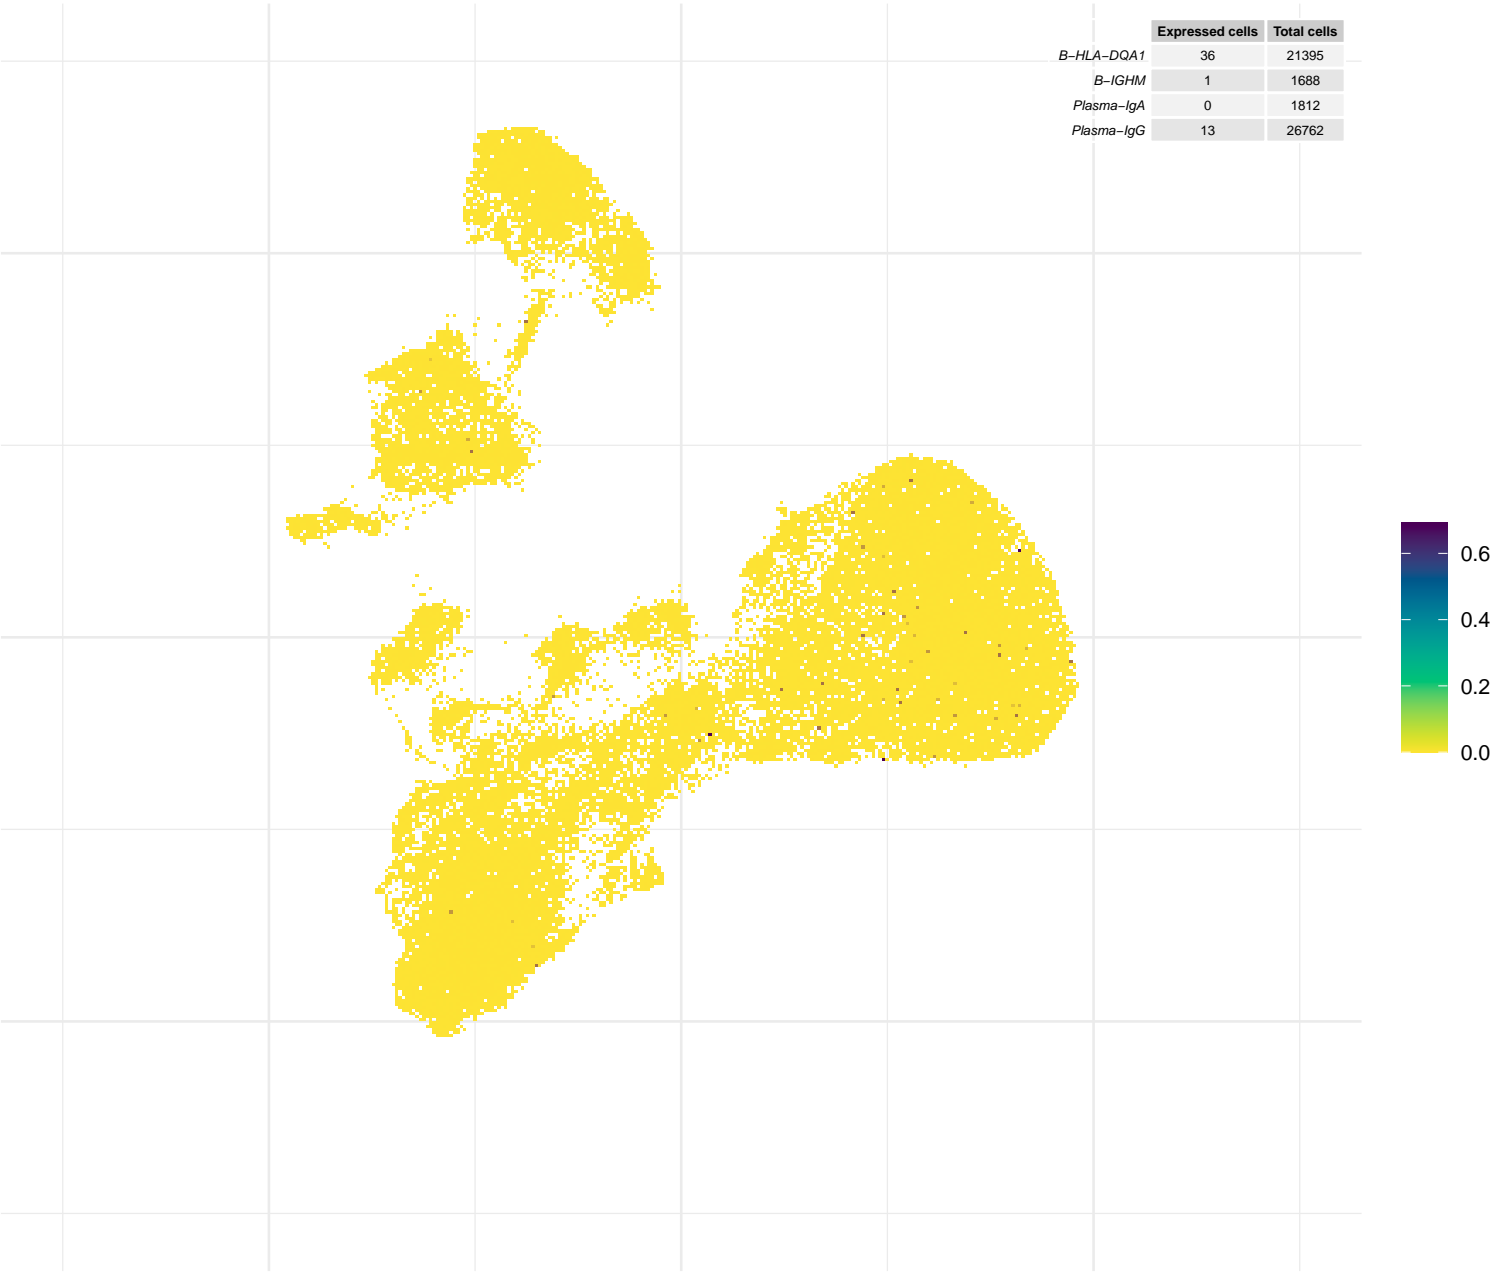 Expressed cells Total cells
B−HLA−DQA1 36 21395
B−IGHM 1 1688
Plasma−IgA 0 1812
Plasma−IgG 13 26762
0.6
0.4
0.2
0.0